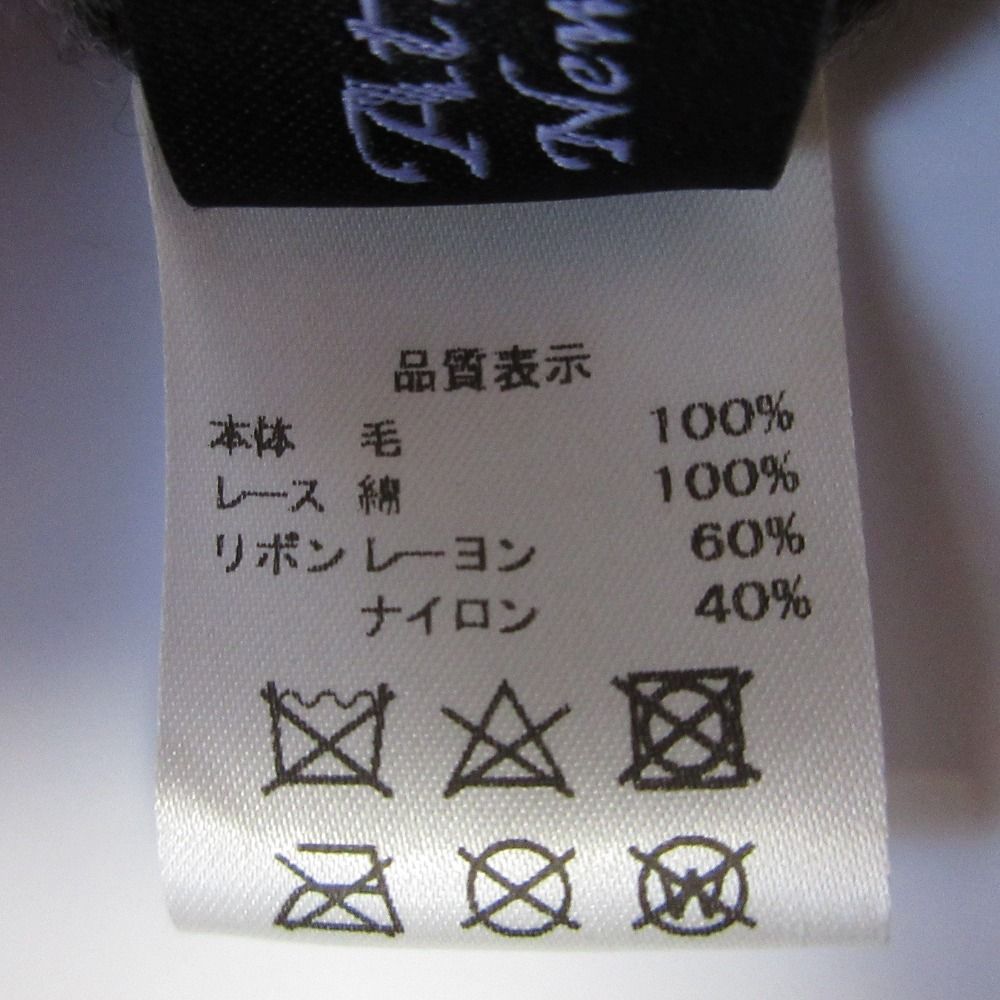 品質表示
本体 毛 100%
レース 綿 100%
リボン レーヨン 60%
ナイロン 40%